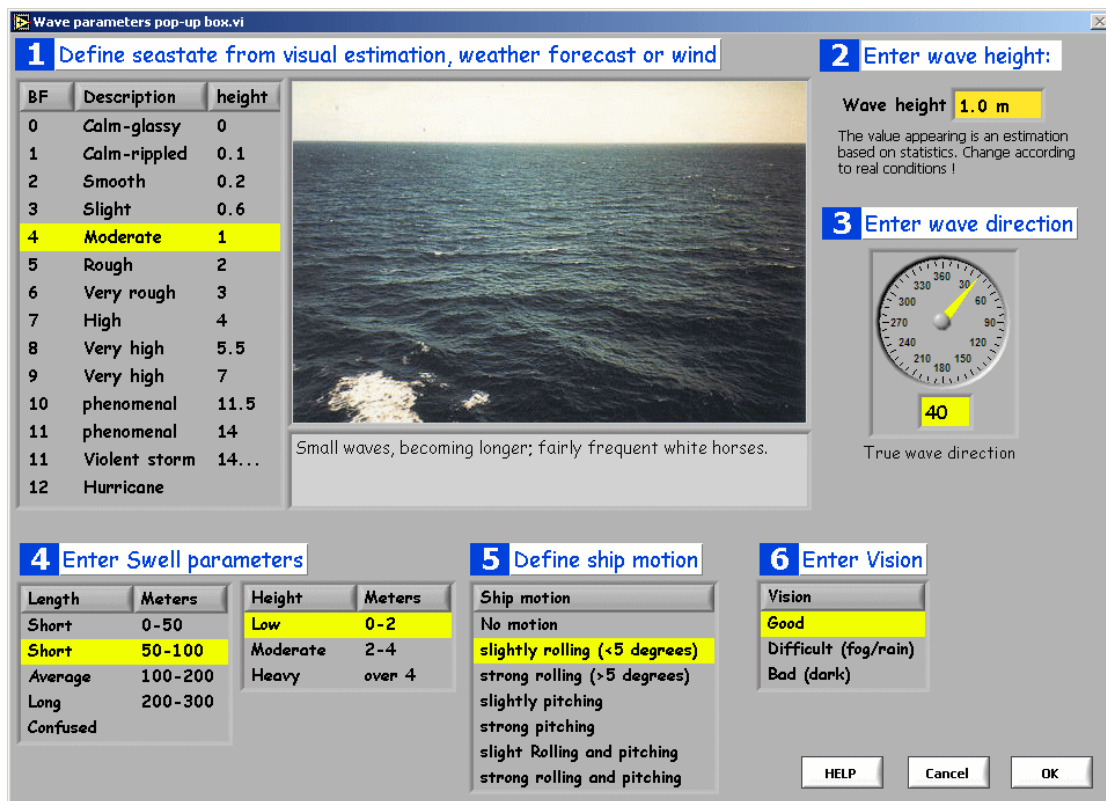 Wave parameters pop-up box.vi
1 Define seastate from visual estimation, weather forecast or wind
BF Description height
0 Calm-glassy 0
1 Calm-rippled 0.1
2 Smooth 0.2
3 Slight 0.6
4 Moderate 1
5 Rough 2
6 Very rough 3
7 High 4
8 Very high 5.5
9 Very high 7
10 phenomenal 11.5
11 phenomenal 14
11 Violent storm 14...
12 Hurricane
Small waves, becoming longer; fairly frequent white horses.
2 Enter wave height:
Wave height 1.0 m
The value appearing is an estimation
based on statistics. Change according
to real conditions !
3 Enter wave direction
360
30
60
90
120
150
180
210
240
270
300
330
40
True wave direction
4 Enter Swell parameters
Length Meters
Short 0-50
Short 50-100
Average 100-200
Long 200-300
Confused
Height Meters
Low 0-2
Moderate 2-4
Heavy over 4
5 Define ship motion
Ship motion
No motion
slightly rolling (<5 degrees)
strong rolling (>5 degrees)
slightly pitching
strong pitching
slight Rolling and pitching
strong rolling and pitching
6 Enter Vision
Vision
Good
Difficult (fog/rain)
Bad (dark)
HELP Cancel OK